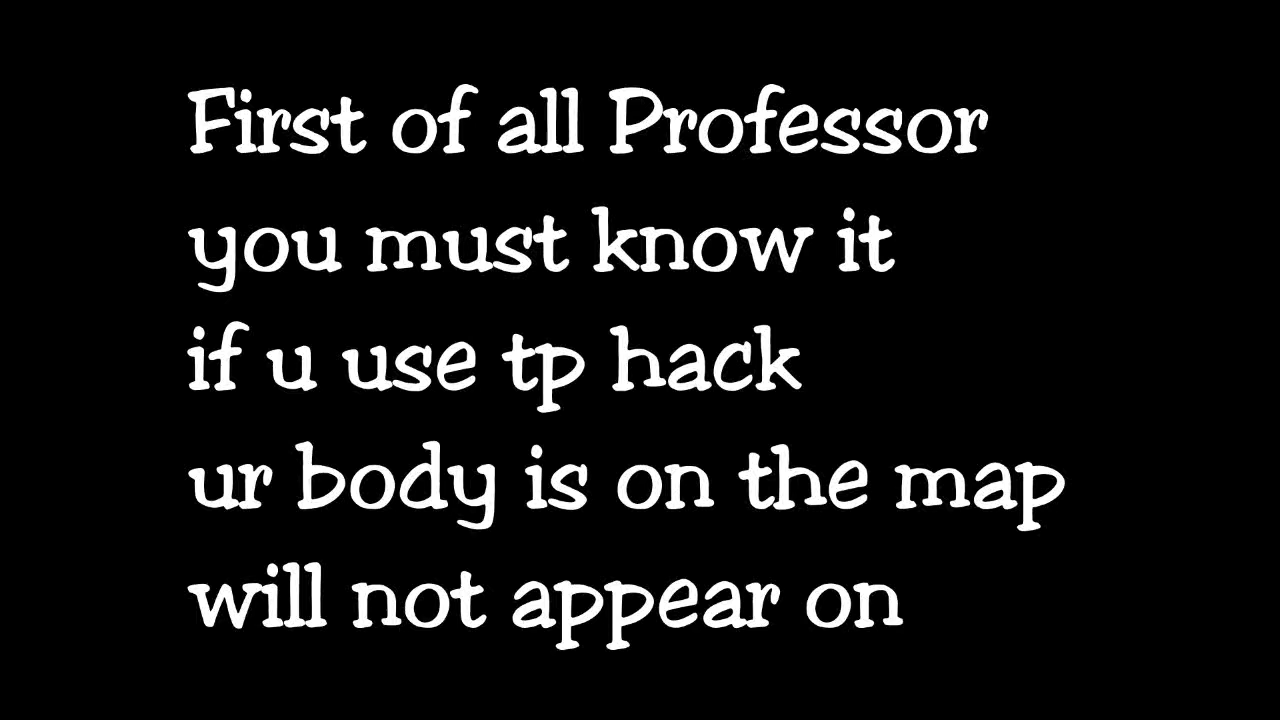 First of all Professor
you must know it
if u use tp hack
ur body is on the map
will not appear on